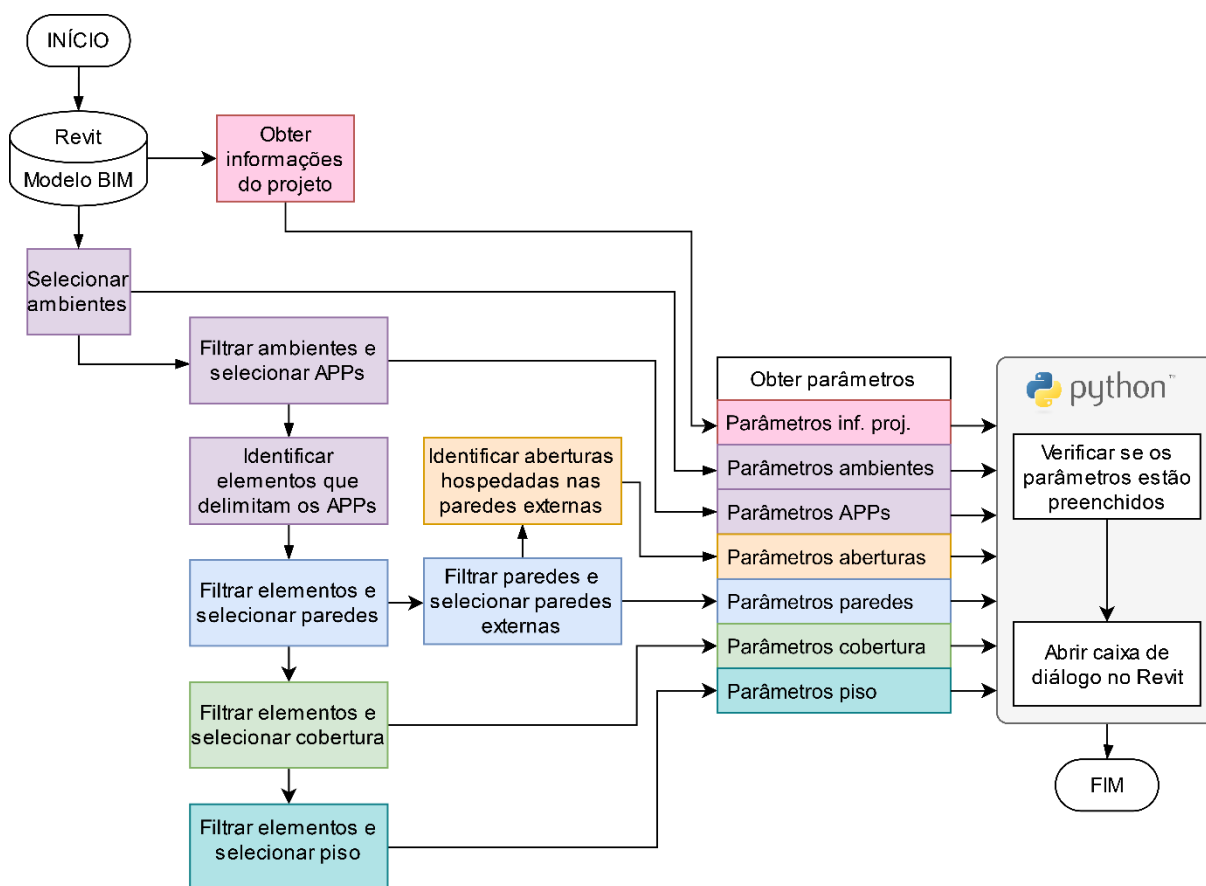 INÍCIO
Revit
Modelo BIM
Obter
informações
do projeto
Selecionar
ambientes
Filtrar ambientes e
selecionar APPs
Identificar
elementos que
delimitam os APPs
Identificar aberturas
hospedadas nas
paredes externas
Filtrar elementos e
selecionar paredes
Filtrar paredes e
selecionar paredes
externas
Filtrar elementos e
selecionar cobertura
Filtrar elementos e
selecionar piso
Obter parâmetros
Parâmetros inf. proj.
Parâmetros ambientes
Parâmetros APPs
Parâmetros aberturas
Parâmetros paredes
Parâmetros cobertura
Parâmetros piso
python™
Verificar se os
parâmetros estão
preenchidos
Abrir caixa de
diálogo no Revit
FIM